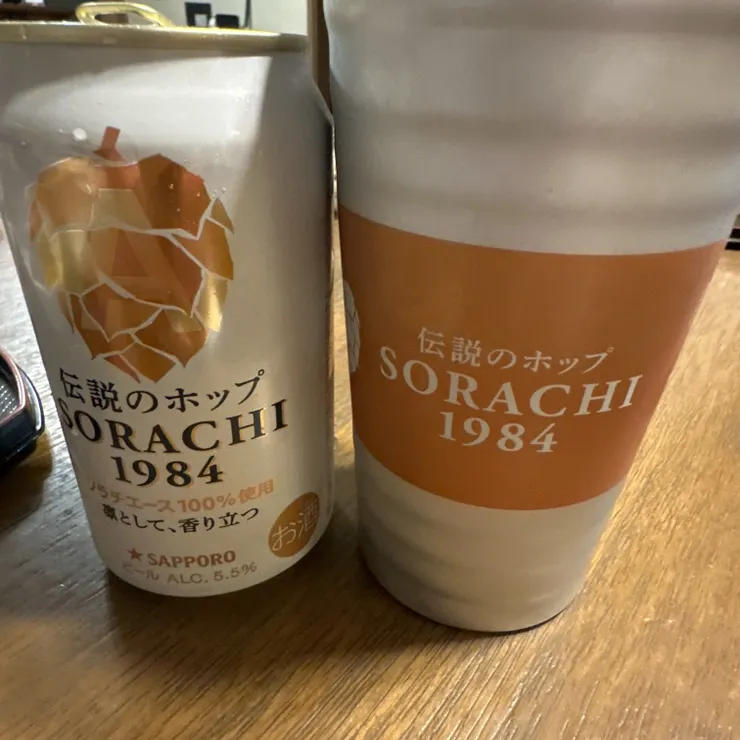 伝説のホップ
SORACHI
1984
ソラチエース100%使用
凛として、香り立つ
お酒
★SAPPORO
ビール ALC. 5.5%
伝説のホップ
SORACHI
1984